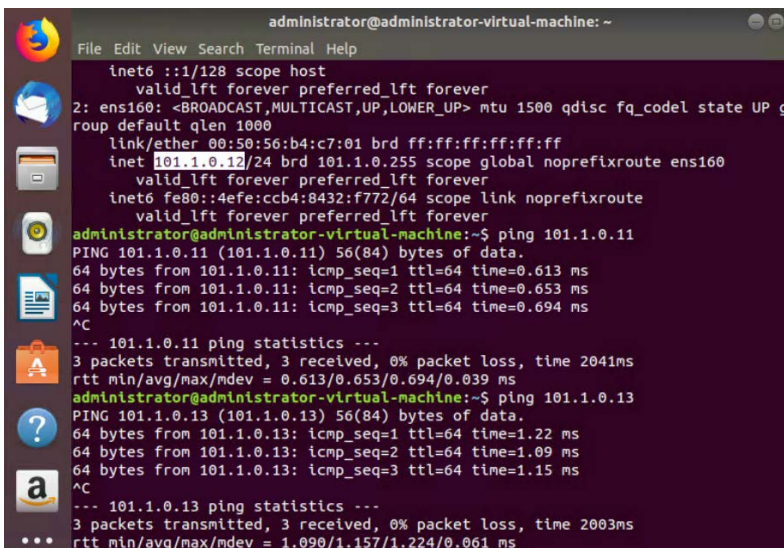 administrator@administrator-virtual-machine: ~
File Edit View Search Terminal Help
inet6 ::1/128 scope host
valid_lft forever preferred_lft forever
2: ens160: <BROADCAST,MULTICAST,UP,LOWER_UP> mtu 1500 qdisc fq_codel state UP g
roup default qlen 1000
link/ether 00:50:56:b4:c7:01 brd ff:ff:ff:ff:ff:ff
inet 101.1.0.12/24 brd 101.1.0.255 scope global noprefixroute ens160
valid_lft forever preferred_lft forever
inet6 fe80::4efe:ccb4:8432:f772/64 scope link noprefixroute
valid_lft forever preferred_lft forever
administrator@administrator-virtual-machine:~$ ping 101.1.0.11
PING 101.1.0.11 (101.1.0.11) 56(84) bytes of data.
64 bytes from 101.1.0.11: icmp_seq=1 ttl=64 time=0.613 ms
64 bytes from 101.1.0.11: icmp_seq=2 ttl=64 time=0.653 ms
64 bytes from 101.1.0.11: icmp_seq=3 ttl=64 time=0.694 ms
^C
--- 101.1.0.11 ping statistics ---
3 packets transmitted, 3 received, 0% packet loss, time 2041ms
rtt min/avg/max/mdev = 0.613/0.653/0.694/0.039 ms
administrator@administrator-virtual-machine:~$ ping 101.1.0.13
PING 101.1.0.13 (101.1.0.13) 56(84) bytes of data.
64 bytes from 101.1.0.13: icmp_seq=1 ttl=64 time=1.22 ms
64 bytes from 101.1.0.13: icmp_seq=2 ttl=64 time=1.09 ms
64 bytes from 101.1.0.13: icmp_seq=3 ttl=64 time=1.15 ms
^C
--- 101.1.0.13 ping statistics ---
3 packets transmitted, 3 received, 0% packet loss, time 2003ms
rtt min/avg/max/mdev = 1.090/1.157/1.224/0.061 ms